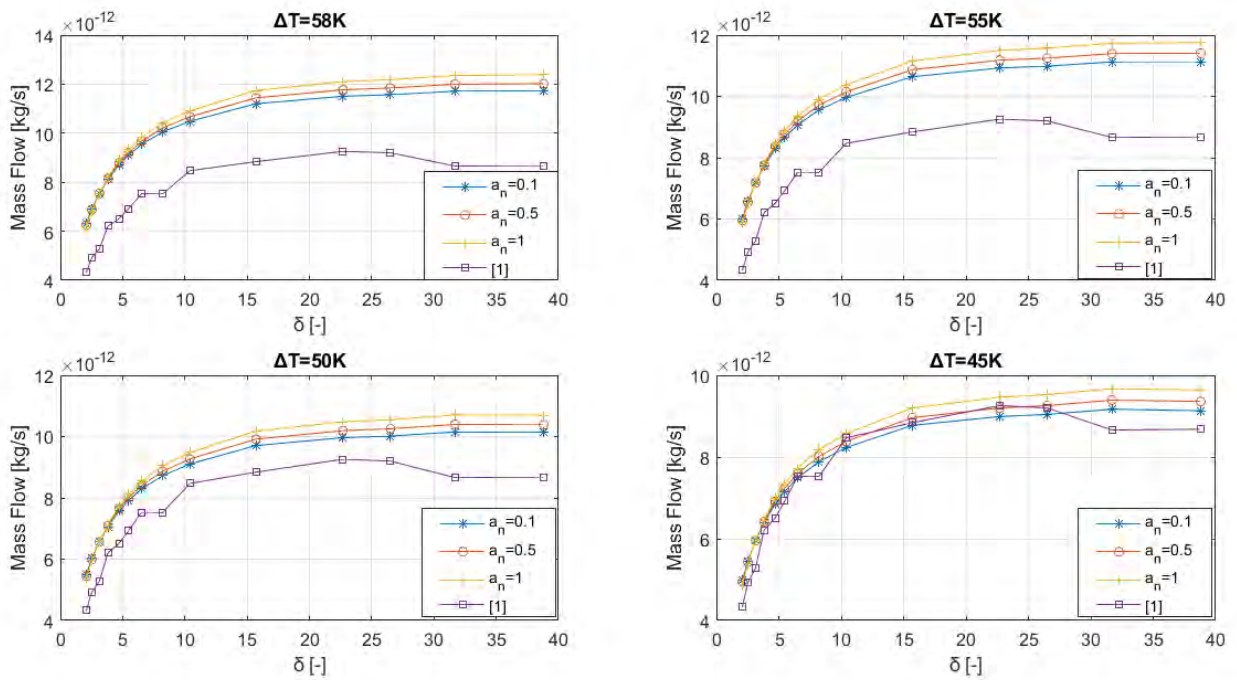 ΔT=58K
×10⁻¹²
14
12
10
8
6
4
Mass Flow [kg/s]
0 5 10 15 20 25 30 35 40
δ [-]
aₙ=0.1
aₙ=0.5
aₙ=1
[1]
ΔT=55K
×10⁻¹²
12
10
8
6
4
Mass Flow [kg/s]
0 5 10 15 20 25 30 35 40
δ [-]
aₙ=0.1
aₙ=0.5
aₙ=1
[1]
ΔT=50K
×10⁻¹²
12
10
8
6
4
Mass Flow [kg/s]
0 5 10 15 20 25 30 35 40
δ [-]
aₙ=0.1
aₙ=0.5
aₙ=1
[1]
ΔT=45K
×10⁻¹²
10
8
6
4
Mass Flow [kg/s]
0 5 10 15 20 25 30 35 40
δ [-]
aₙ=0.1
aₙ=0.5
aₙ=1
[1]